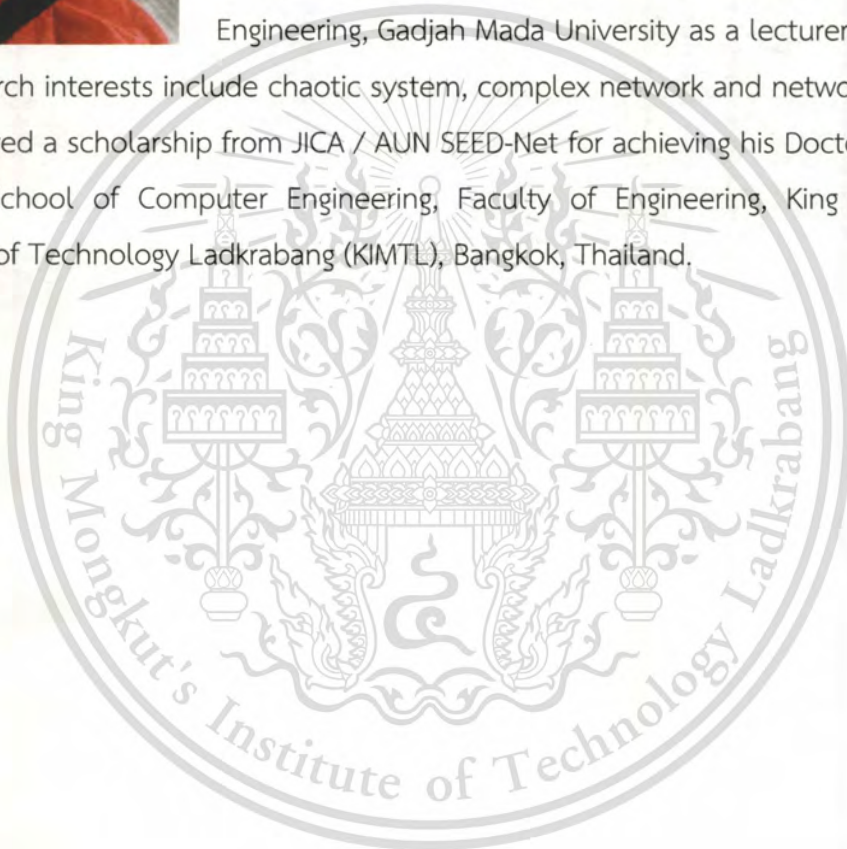 Engineering, Gadjah Mada University as a lecturer
rch interests include chaotic system, complex network and netwo
ed a scholarship from JICA / AUN SEED-Net for achieving his Docto
chool of Computer Engineering, Faculty of Engineering, King
of Technology Ladkrabang (KIMTL), Bangkok, Thailand.
King Mongkut's Institute of Technology Ladkrabang